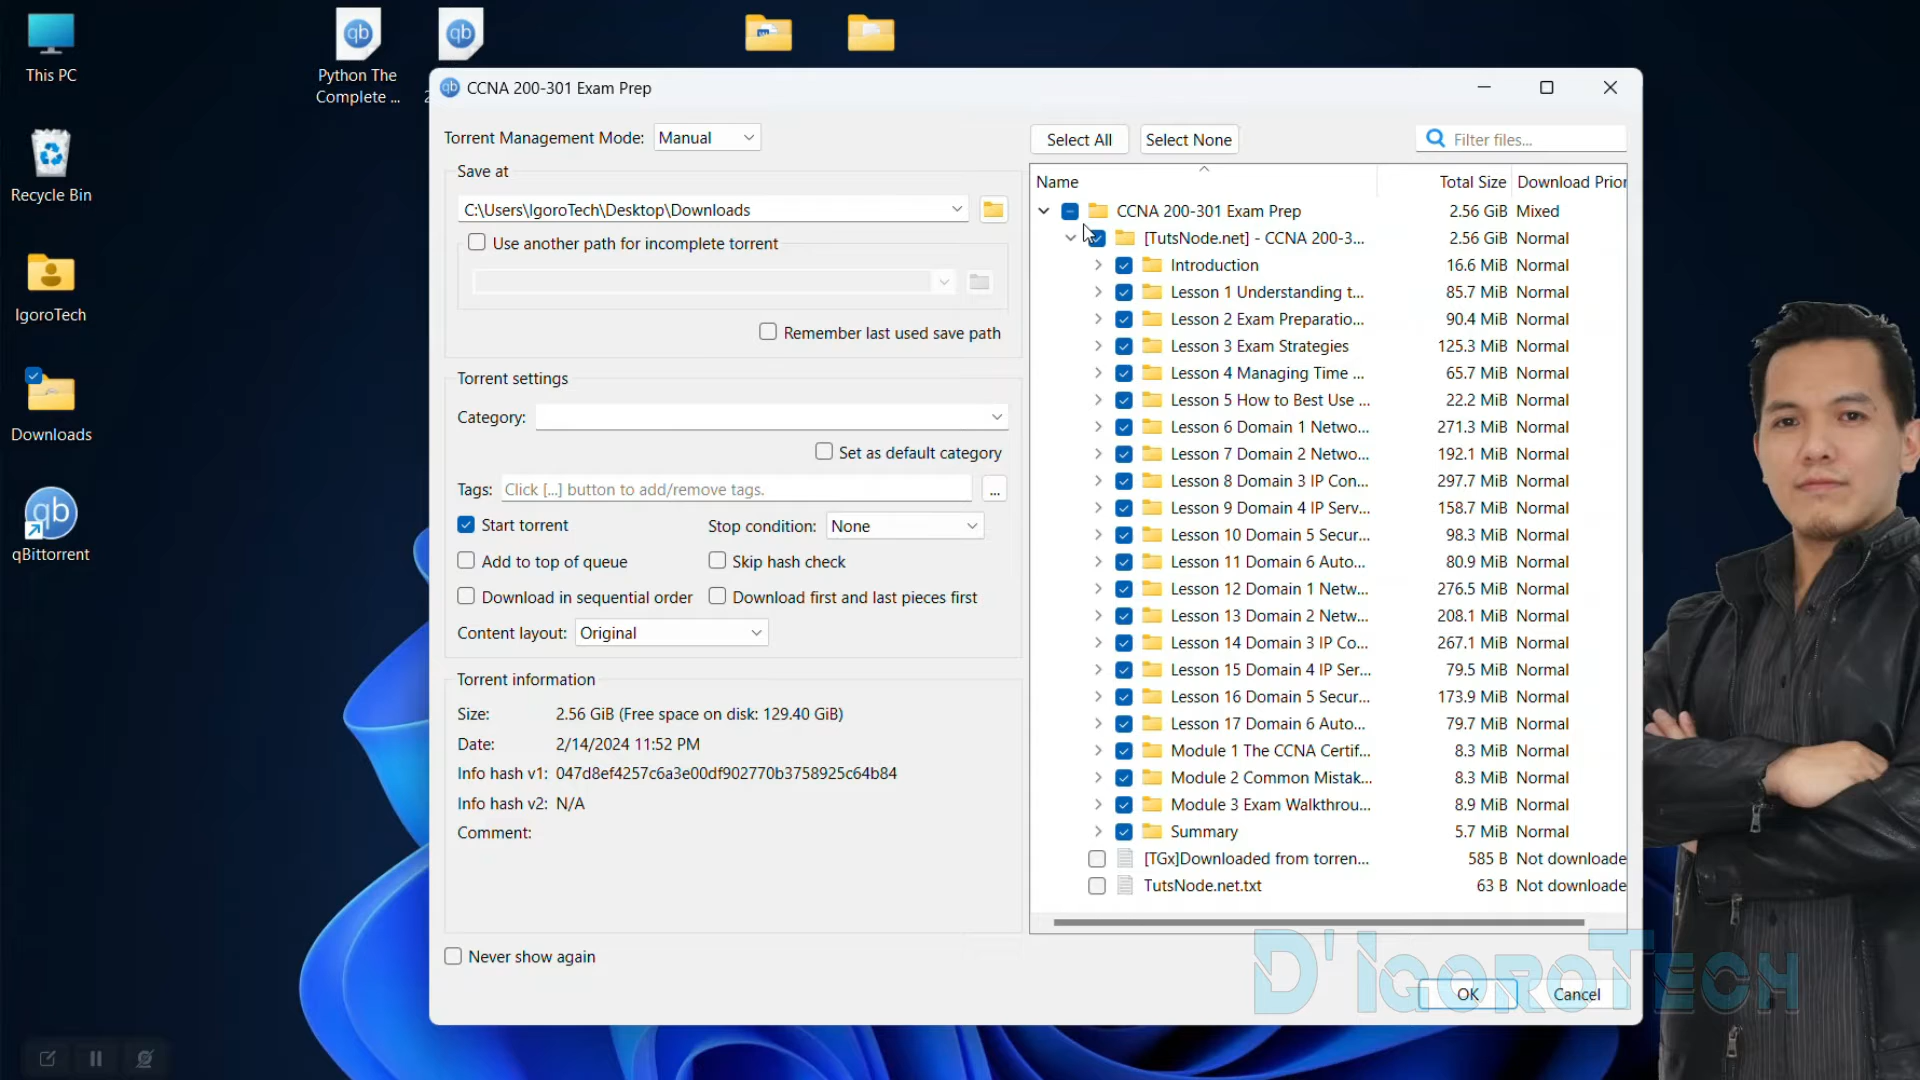 This PC
Recycle Bin
IgoroTech
Downloads
qBittorrent
Python The
Complete ...
CCNA 200-301 Exam Prep
Torrent Management Mode: Manual
Save at
C:\Users\IgoroTech\Desktop\Downloads
Use another path for incomplete torrent
Remember last used save path
Torrent settings
Category:
Set as default category
Tags: Click [...] button to add/remove tags. ...
Start torrent
Stop condition: None
Add to top of queue
Skip hash check
Download in sequential order
Download first and last pieces first
Content layout: Original
Torrent information
Size: 2.56 GiB (Free space on disk: 129.40 GiB)
Date: 2/14/2024 11:52 PM
Info hash v1: 047d8ef4257c6a3e00df902770b3758925c64b84
Info hash v2: N/A
Comment:
Never show again
Select All Select None Filter files...
Name Total Size Download Prior
CCNA 200-301 Exam Prep 2.56 GiB Mixed
[TutsNode.net] - CCNA 200-3... 2.56 GiB Normal
Introduction 16.6 MiB Normal
Lesson 1 Understanding t... 85.7 MiB Normal
Lesson 2 Exam Preparatio... 90.4 MiB Normal
Lesson 3 Exam Strategies 125.3 MiB Normal
Lesson 4 Managing Time ... 65.7 MiB Normal
Lesson 5 How to Best Use ... 22.2 MiB Normal
Lesson 6 Domain 1 Netwo... 271.3 MiB Normal
Lesson 7 Domain 2 Netwo... 192.1 MiB Normal
Lesson 8 Domain 3 IP Con... 297.7 MiB Normal
Lesson 9 Domain 4 IP Serv... 158.7 MiB Normal
Lesson 10 Domain 5 Secur... 98.3 MiB Normal
Lesson 11 Domain 6 Auto... 80.9 MiB Normal
Lesson 12 Domain 1 Netw... 276.5 MiB Normal
Lesson 13 Domain 2 Netw... 208.1 MiB Normal
Lesson 14 Domain 3 IP Co... 267.1 MiB Normal
Lesson 15 Domain 4 IP Ser... 79.5 MiB Normal
Lesson 16 Domain 5 Secur... 173.9 MiB Normal
Lesson 17 Domain 6 Auto... 79.7 MiB Normal
Module 1 The CCNA Certif... 8.3 MiB Normal
Module 2 Common Mistak... 8.3 MiB Normal
Module 3 Exam Walkthrou... 8.9 MiB Normal
Summary 5.7 MiB Normal
[TGx]Downloaded from torren... 585 B Not downloade
TutsNode.net.txt 63 B Not downloade
OK Cancel
D'IGOROTECH